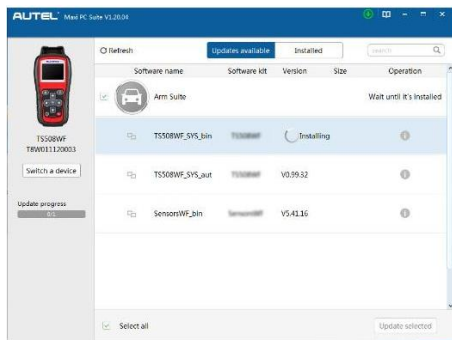 AUTEL Maxi PC Suite V1.20.04
Refresh
Updates available
Installed
search
Software name Software kit Version Size Operation
Arm Suite Wait until it's installed
TS508WF_SYS_bin Installing
TS508WF_SYS_aut V0.99.32
SensorsWF_bin V5.41.16
TS508WF
T8W011120003
Switch a device
Update progress
0/1
Select all
Update selected